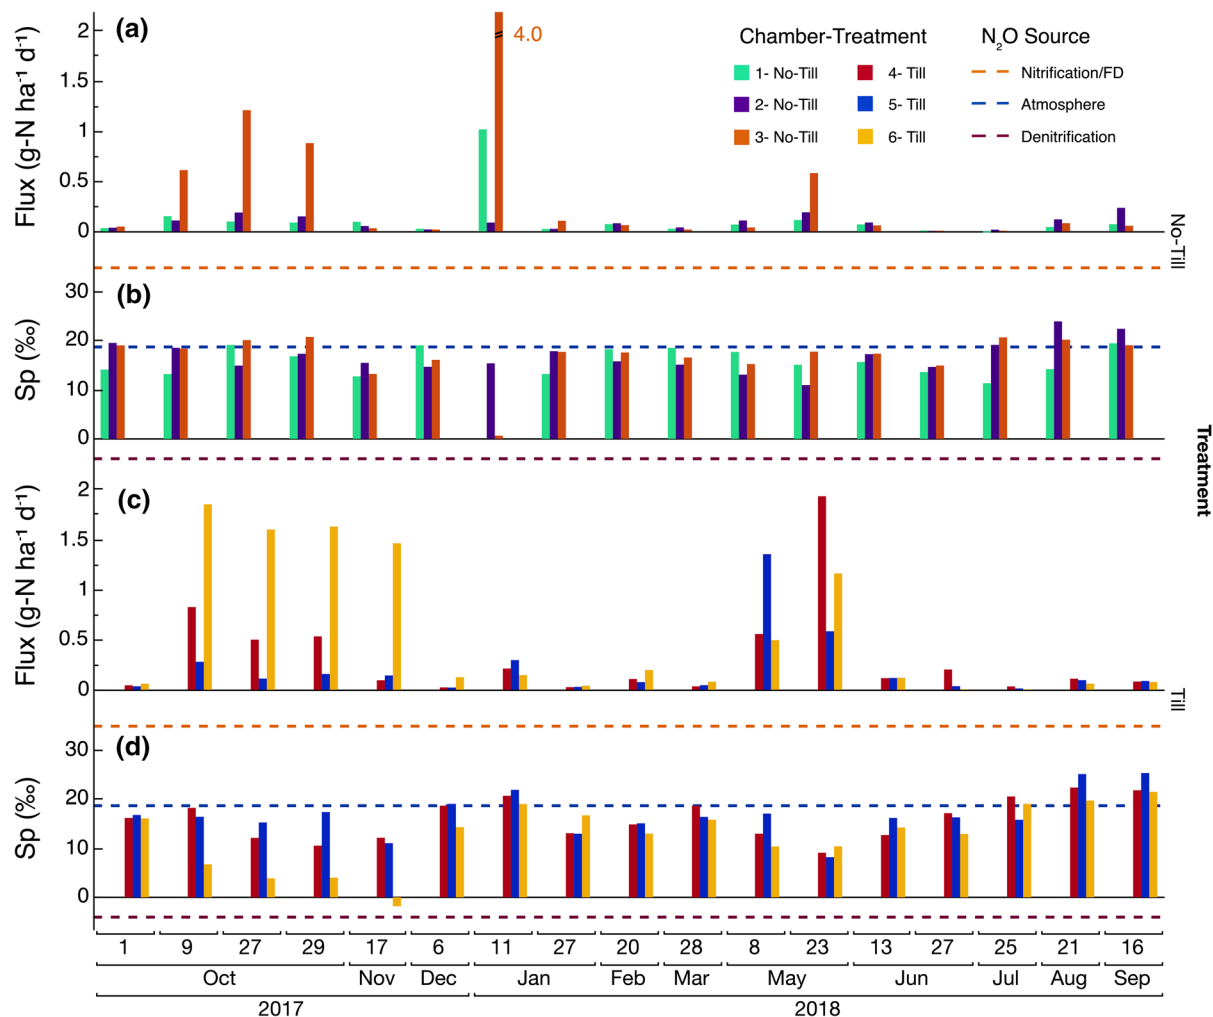 (a)
2
1.5
1
0.5
0
Flux (g-N ha⁻¹ d⁻¹)
4.0
Chamber-Treatment
1- No-Till
2- No-Till
3- No-Till
4- Till
5- Till
6- Till
N₂O Source
Nitrification/FD
Atmosphere
Denitrification
No-Till
(b)
30
20
10
0
Sp (‰)
Treatment
(c)
2
1.5
1
0.5
0
Flux (g-N ha⁻¹ d⁻¹)
Till
(d)
30
20
10
0
Sp (‰)
1 9 27 29 17 6 11 27 20 28 8 23 13 27 25 21 16
Oct Nov Dec Jan Feb Mar May Jun Jul Aug Sep
2017 2018